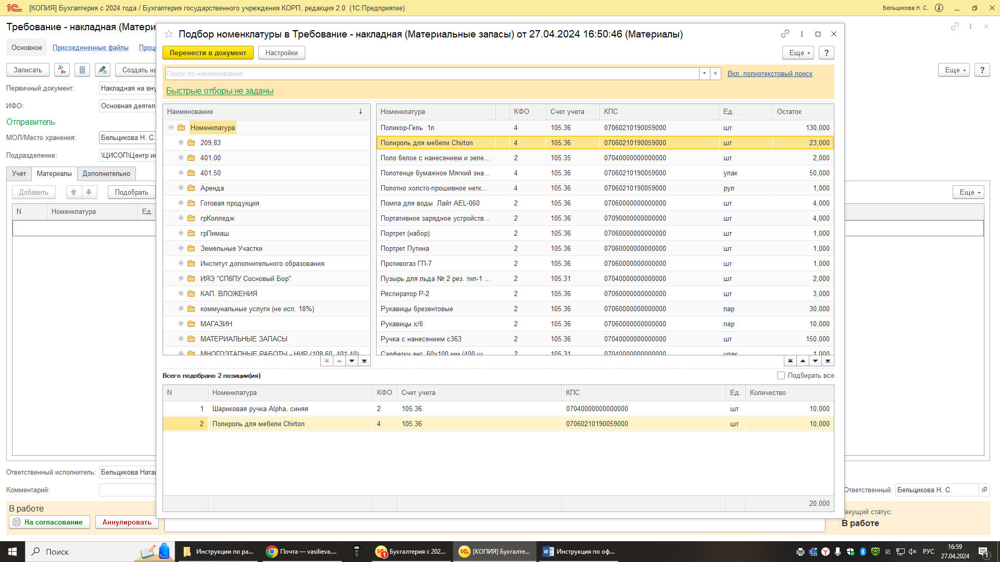 [КОПИЯ] Бухгалтерия с 2024 года / Бухгалтерия государственного учреждения КОРП, редакция 2.0 (1С:Предприятие)
Бельцикова Н. С.
Требование - накладная (Матери
Основное Присоединенные файлы Проце
Записать Дт Кт Создать на
Еще ?
Первичный документ: Накладная на вну
ИФО: Основная деятел
Отправитель
МОЛ/Место хранения: Бельцикова Н. С.
Подразделение: \ЦИСОП\Центр ин
Учет Материалы Дополнительно
Добавить Подобрать
Еще
N Номенклатура Ед.
Подбор номенклатуры в Требование - накладная (Материальные запасы) от 27.04.2024 16:50:46 (Материалы)
Перенести в документ Настройки Еще ?
Поиск по наименованию Вкл. полнотекстовый поиск
Быстрые отборы не заданы
Наименование
Номенклатура
209,83
401.00
401.50
Аренда
Готовая продукция
грКолледж
грПимаш
Земельные Участки
Институт дополнительного образования
ИЯЭ "СПбПУ Сосновый Бор"
КАП. ВЛОЖЕНИЯ
коммунальные услуги (не исп. 18%)
МАГАЗИН
МАТЕРИАЛЬНЫЕ ЗАПАСЫ
МНОГОЭТАПНЫЕ РАБОТЫ - НИР (109.60, 401.40)
Номенклатура КФО Счет учета КПС Ед. Остаток
Поликор-Гель 1л 4 105.36 07060210190059000 шт 130,000
Полироль для мебели Chirton 4 105.36 07060210190059000 шт 23,000
Поло белое с нанесением и зеле... 2 105.35 07040000000000000 шт 2,000
Полотенце бумажное Мягкий зна... 4 105.36 07060210190059000 упак 50,000
Полотно холсто-прошивное нетк... 4 105.36 07060210190059000 рул 1,000
Помпа для воды Лайт AEL-060 2 105.36 07060000000000000 шт 4,000
Портативное зарядное устройств... 2 105.36 07090000000000000 шт 4,000
Портрет (набор) 2 105.36 07060000000000000 шт 1,000
Портрет Путина 2 105.36 07060000000000000 шт 1,000
Противогаз ГП-7 2 105.36 07060000000000000 шт 1,000
Пузырь для льда № 2 рез. тип-1 ... 2 105.31 07040000000000000 шт 2,000
Респиратор Р-2 2 105.36 07060000000000000 шт 3,000
Рукавицы брезентовые 2 105.36 07060000000000000 пар 30,000
Рукавицы х/б 2 105.36 07060000000000000 пар 10,000
Ручка с нанесением с363 2 105.36 07040000000000000 шт 150,000
Салфетки ант. 60х100 мм (400 ш... 2 105.31 07040000000000000 упак 1,000
Всего подобрано 2 позиции(ия) Подбирать все
N Номенклатура КФО Счет учета КПС Ед. Количество
1 Шариковая ручка Alpha, синяя 2 105.36 07040000000000000 шт 10,000
2 Полироль для мебели Chirton 4 105.36 07060210190059000 шт 10,000
20,000
Ответственный исполнитель: Бельцикова Ната
Комментарий:
Ответственный: Бельцикова Н. С.
В работе
На согласование Аннулировать
екущий статус:
В работе
Поиск
Инструкции по ра...
Почта — vasilieva....
1 Бухгалтерия с 202...
[КОПИЯ] Бухгалте...
Инструкция по оф...
РУС
16:59
27.04.2024
1